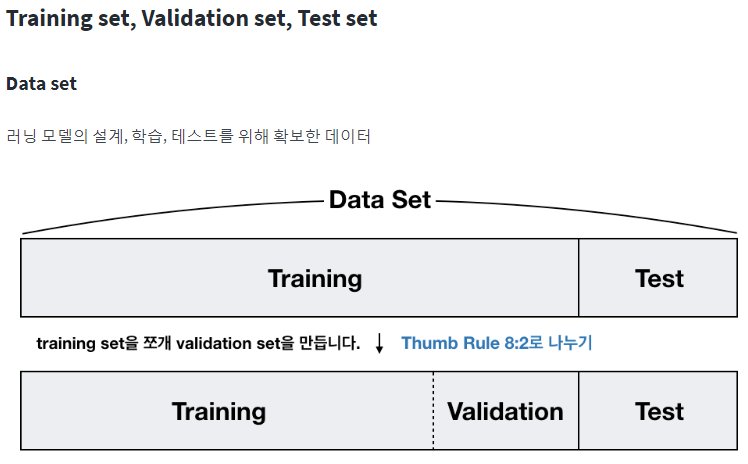 Training set, Validation set, Test set
Data set
러닝 모델의 설계, 학습, 테스트를 위해 확보한 데이터
Data Set
Training Test
training set을 쪼개 validation set을 만듭니다. ↓ Thumb Rule 8:2로 나누기
Training Validation Test